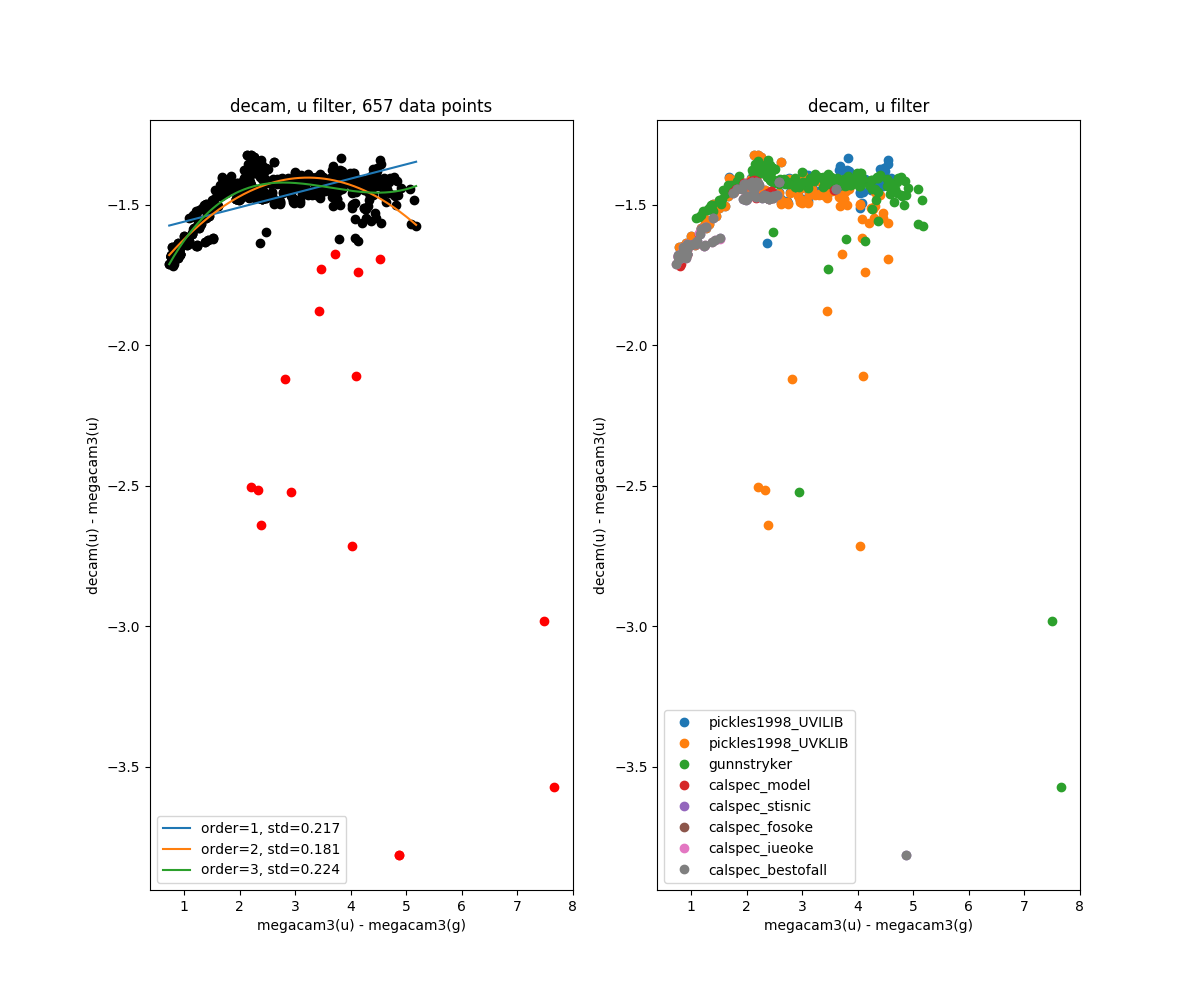 decam, u filter, 657 data points
decam(u) - megacam3(u)
−1.5
−2.0
−2.5
−3.0
−3.5
order=1, std=0.217
order=2, std=0.181
order=3, std=0.224
1 2 3 4 5 6 7 8
megacam3(u) - megacam3(g)
decam, u filter
decam(u) - megacam3(u)
−1.5
−2.0
−2.5
−3.0
−3.5
pickles1998_UVILIB
pickles1998_UVKLIB
gunnstryker
calspec_model
calspec_stisnic
calspec_fosoke
calspec_iueoke
calspec_bestofall
1 2 3 4 5 6 7 8
megacam3(u) - megacam3(g)